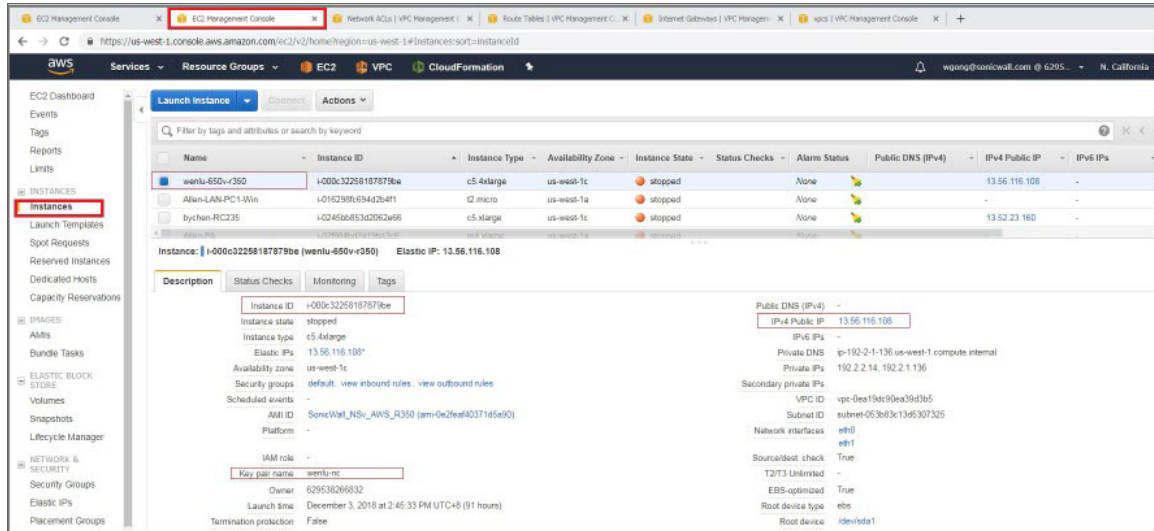 EC2 Management Console
EC2 Management Console
Network ACLs | VPC Management
Route Tables | VPC Management C
Internet Gateways | VPC Managem
vpcs | VPC Management Console
https://us-west-1.console.aws.amazon.com/ec2/v2/home?region=us-west-1#Instances:sort=instanceId
aws Services Resource Groups EC2 VPC CloudFormation wgong@sonicwall.com @ 6295... N. California
EC2 Dashboard
Events
Tags
Reports
Limits
INSTANCES
Instances
Launch Templates
Spot Requests
Reserved Instances
Dedicated Hosts
Capacity Reservations
IMAGES
AMIs
Bundle Tasks
ELASTIC BLOCK
STORE
Volumes
Snapshots
Lifecycle Manager
NETWORK &
SECURITY
Security Groups
Elastic IPs
Placement Groups
Launch Instance Connect Actions
Filter by tags and attributes or search by keyword
Name Instance ID Instance Type Availability Zone Instance State Status Checks Alarm Status Public DNS (IPv4) IPv4 Public IP IPv6 IPs
wenlu-650v-r350 i-000c32258187879be c5.4xlarge us-west-1c stopped None 13.56.116.108 -
Allen-LAN-PC1-Win i-016298fc694d2b4f1 t2.micro us-west-1a stopped None - -
bychen-RC235 i-0245bb853d2062e66 c5.xlarge us-west-1c stopped None 13.52.23.160 -
Instance: i-000c32258187879be (wenlu-650v-r350) Elastic IP: 13.56.116.108
Description Status Checks Monitoring Tags
Instance ID i-000c32258187879be
Instance state stopped
Instance type c5.4xlarge
Elastic IPs 13.56.116.108*
Availability zone us-west-1c
Security groups default. view inbound rules. view outbound rules
Scheduled events -
AMI ID SonicWall_NSv_AWS_R350 (ami-0e2feaf40371d5a90)
Platform -
IAM role -
Key pair name wenlu-nc
Owner 629538266832
Launch time December 3, 2018 at 2:45:33 PM UTC+8 (91 hours)
Termination protection False
Public DNS (IPv4) -
IPv4 Public IP 13.56.116.108
IPv6 IPs -
Private DNS ip-192-2-1-136.us-west-1.compute.internal
Private IPs 192.2.2.14, 192.2.1.136
Secondary private IPs
VPC ID vpc-0ea19dc90ea39d3b5
Subnet ID subnet-053b83c13d5307325
Network interfaces eth0
eth1
Source/dest. check True
T2/T3 Unlimited -
EBS-optimized True
Root device type ebs
Root device /dev/sda1